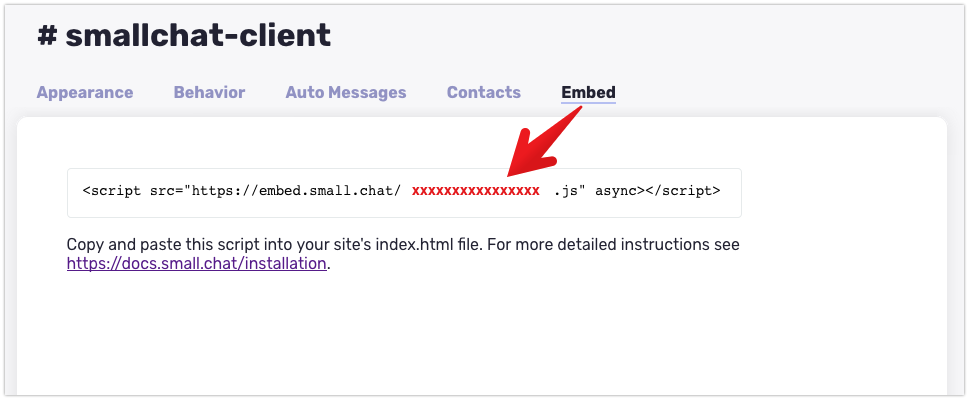 # smallchat-client
Appearance Behavior Auto Messages Contacts Embed
<script src="https://embed.small.chat/ xxxxxxxxxxxxxxxx .js" async></script>
Copy and paste this script into your site's index.html file. For more detailed instructions see
https://docs.small.chat/installation.